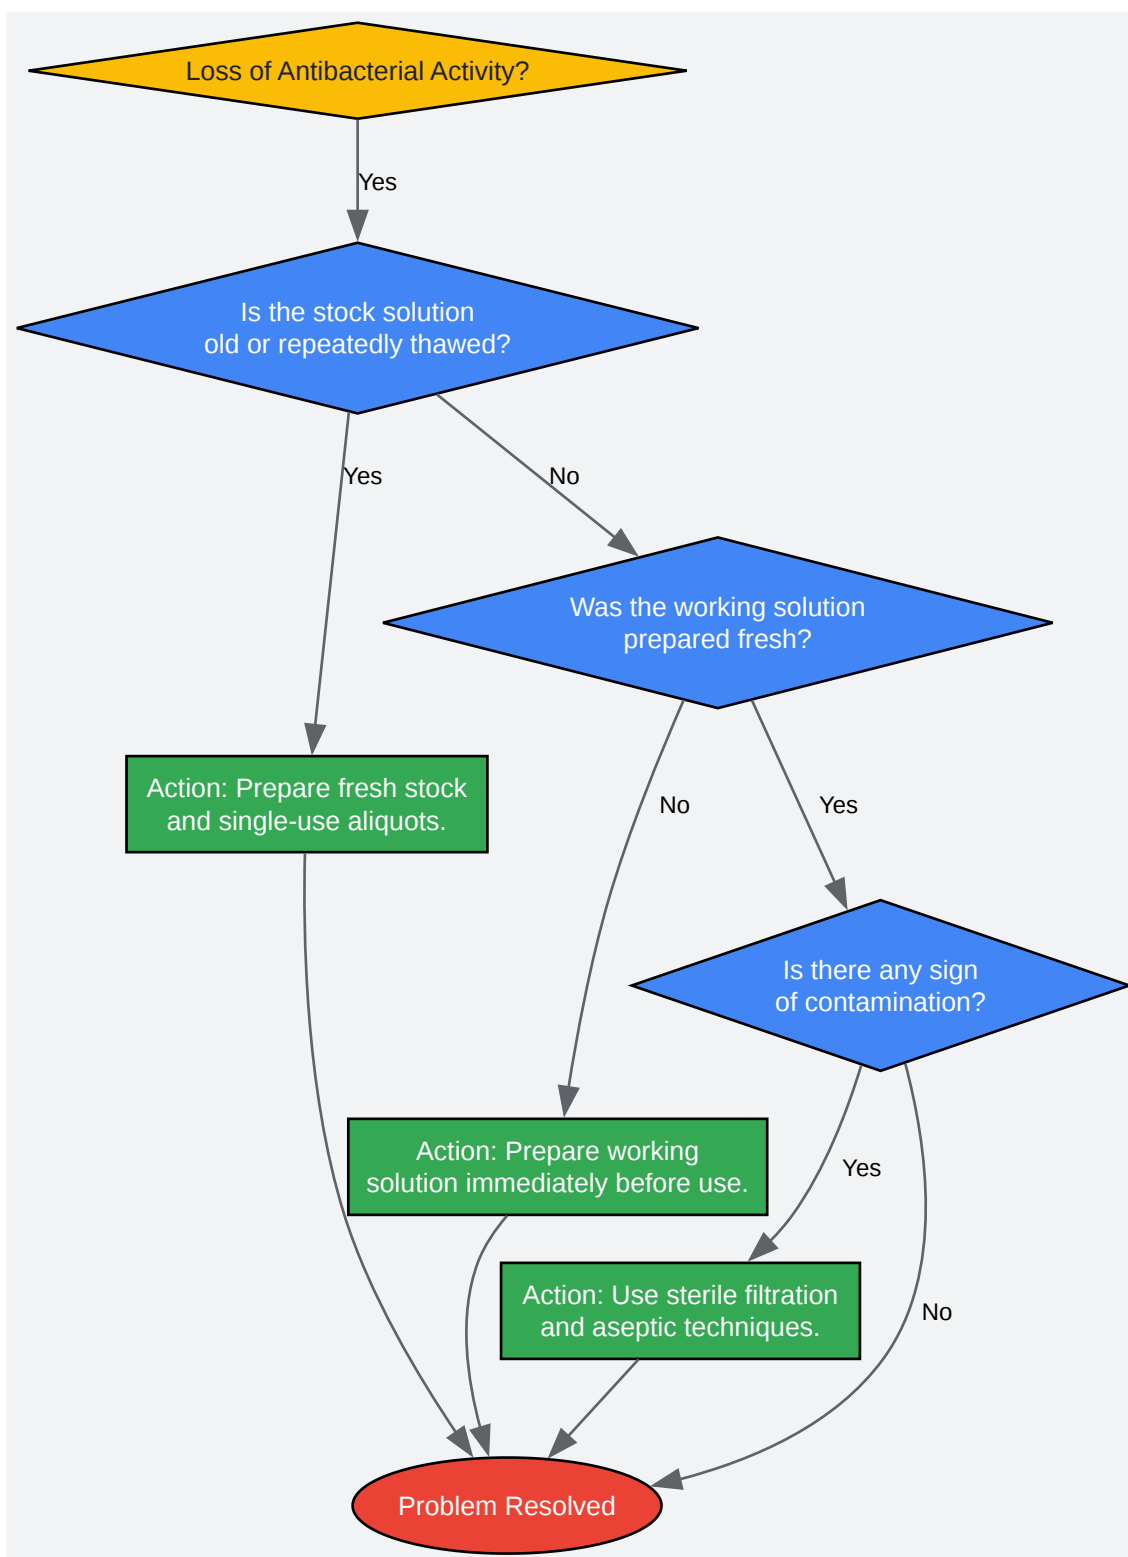 Loss of Antibacterial Activity?
Yes
Is the stock solution
old or repeatedly thawed?
Yes
No
Was the working solution
prepared fresh?
Action: Prepare fresh stock
and single-use aliquots.
No
Yes
Is there any sign
of contamination?
Action: Prepare working
solution immediately before use.
Yes
Action: Use sterile filtration
and aseptic techniques.
No
Problem Resolved